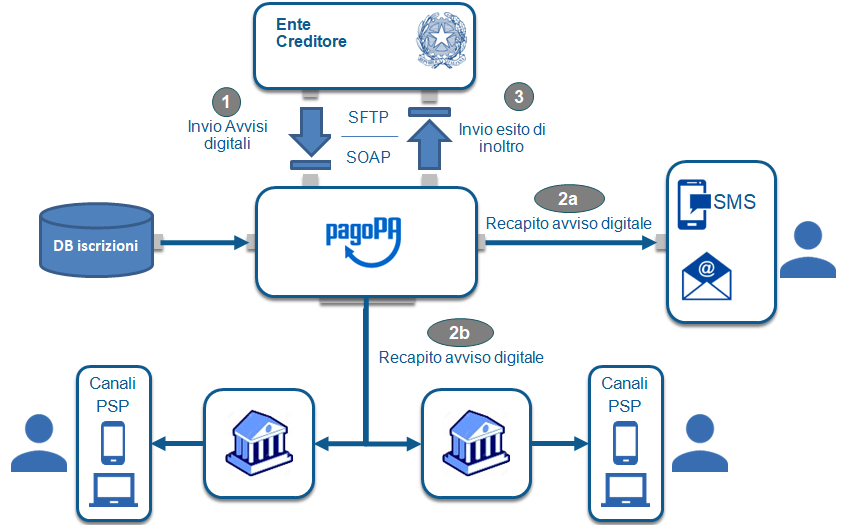 Ente
Creditore
1
Invio Avvisi
digitali
SFTP
SOAP
3
Invio esito di
inoltro
DB iscrizioni
pagoPA
2a
Recapito avviso digitale
SMS
@
2b
Recapito avviso digitale
Canali
PSP
Canali
PSP